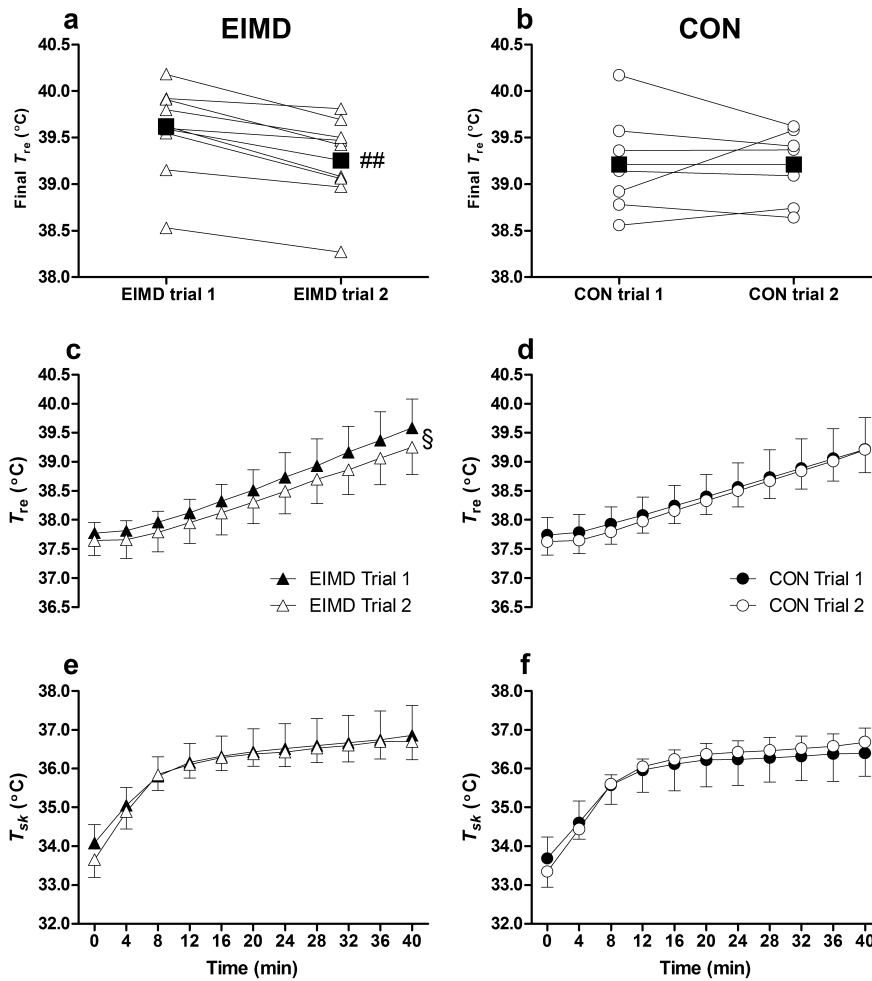 a
EIMD
b
CON
40.5
40.0
39.5
39.0
38.5
38.0
Final Tre (°C)
##
EIMD trial 1
EIMD trial 2
40.5
40.0
39.5
39.0
38.5
38.0
Final Tre (°C)
CON trial 1
CON trial 2
c
40.5
40.0
39.5
39.0
38.5
38.0
37.5
37.0
36.5
Tre (°C)
§
EIMD Trial 1
EIMD Trial 2
d
40.5
40.0
39.5
39.0
38.5
38.0
37.5
37.0
36.5
Tre (°C)
CON Trial 1
CON Trial 2
e
38.0
37.0
36.0
35.0
34.0
33.0
32.0
Tsk (°C)
0 4 8 12 16 20 24 28 32 36 40
Time (min)
f
38.0
37.0
36.0
35.0
34.0
33.0
32.0
Tsk (°C)
0 4 8 12 16 20 24 28 32 36 40
Time (min)